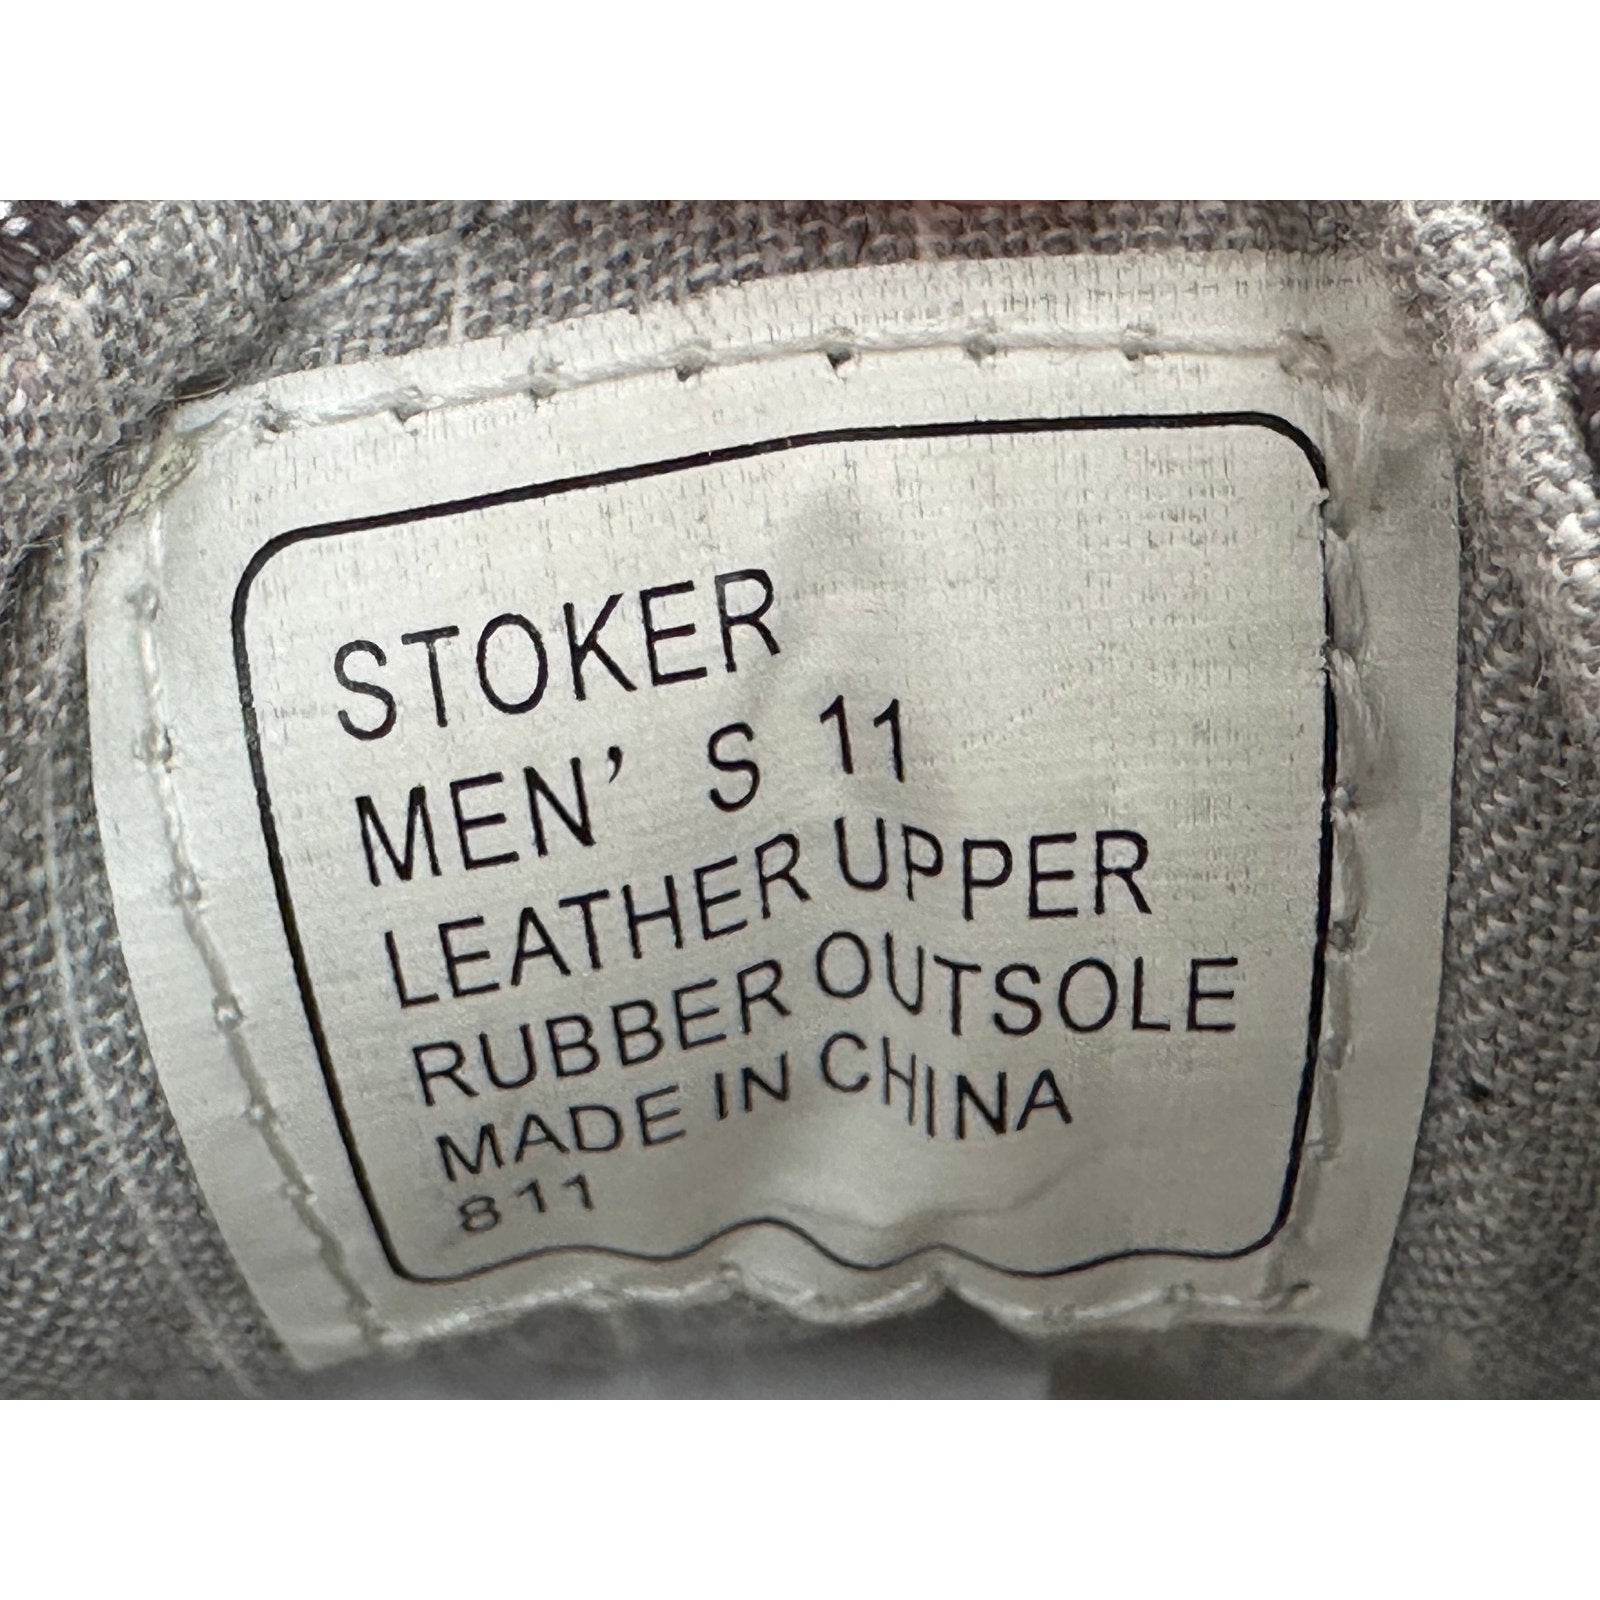 STOKER
MEN' S 11
LEATHER UPPER
RUBBER OUTSOLE
MADE IN CHINA
811